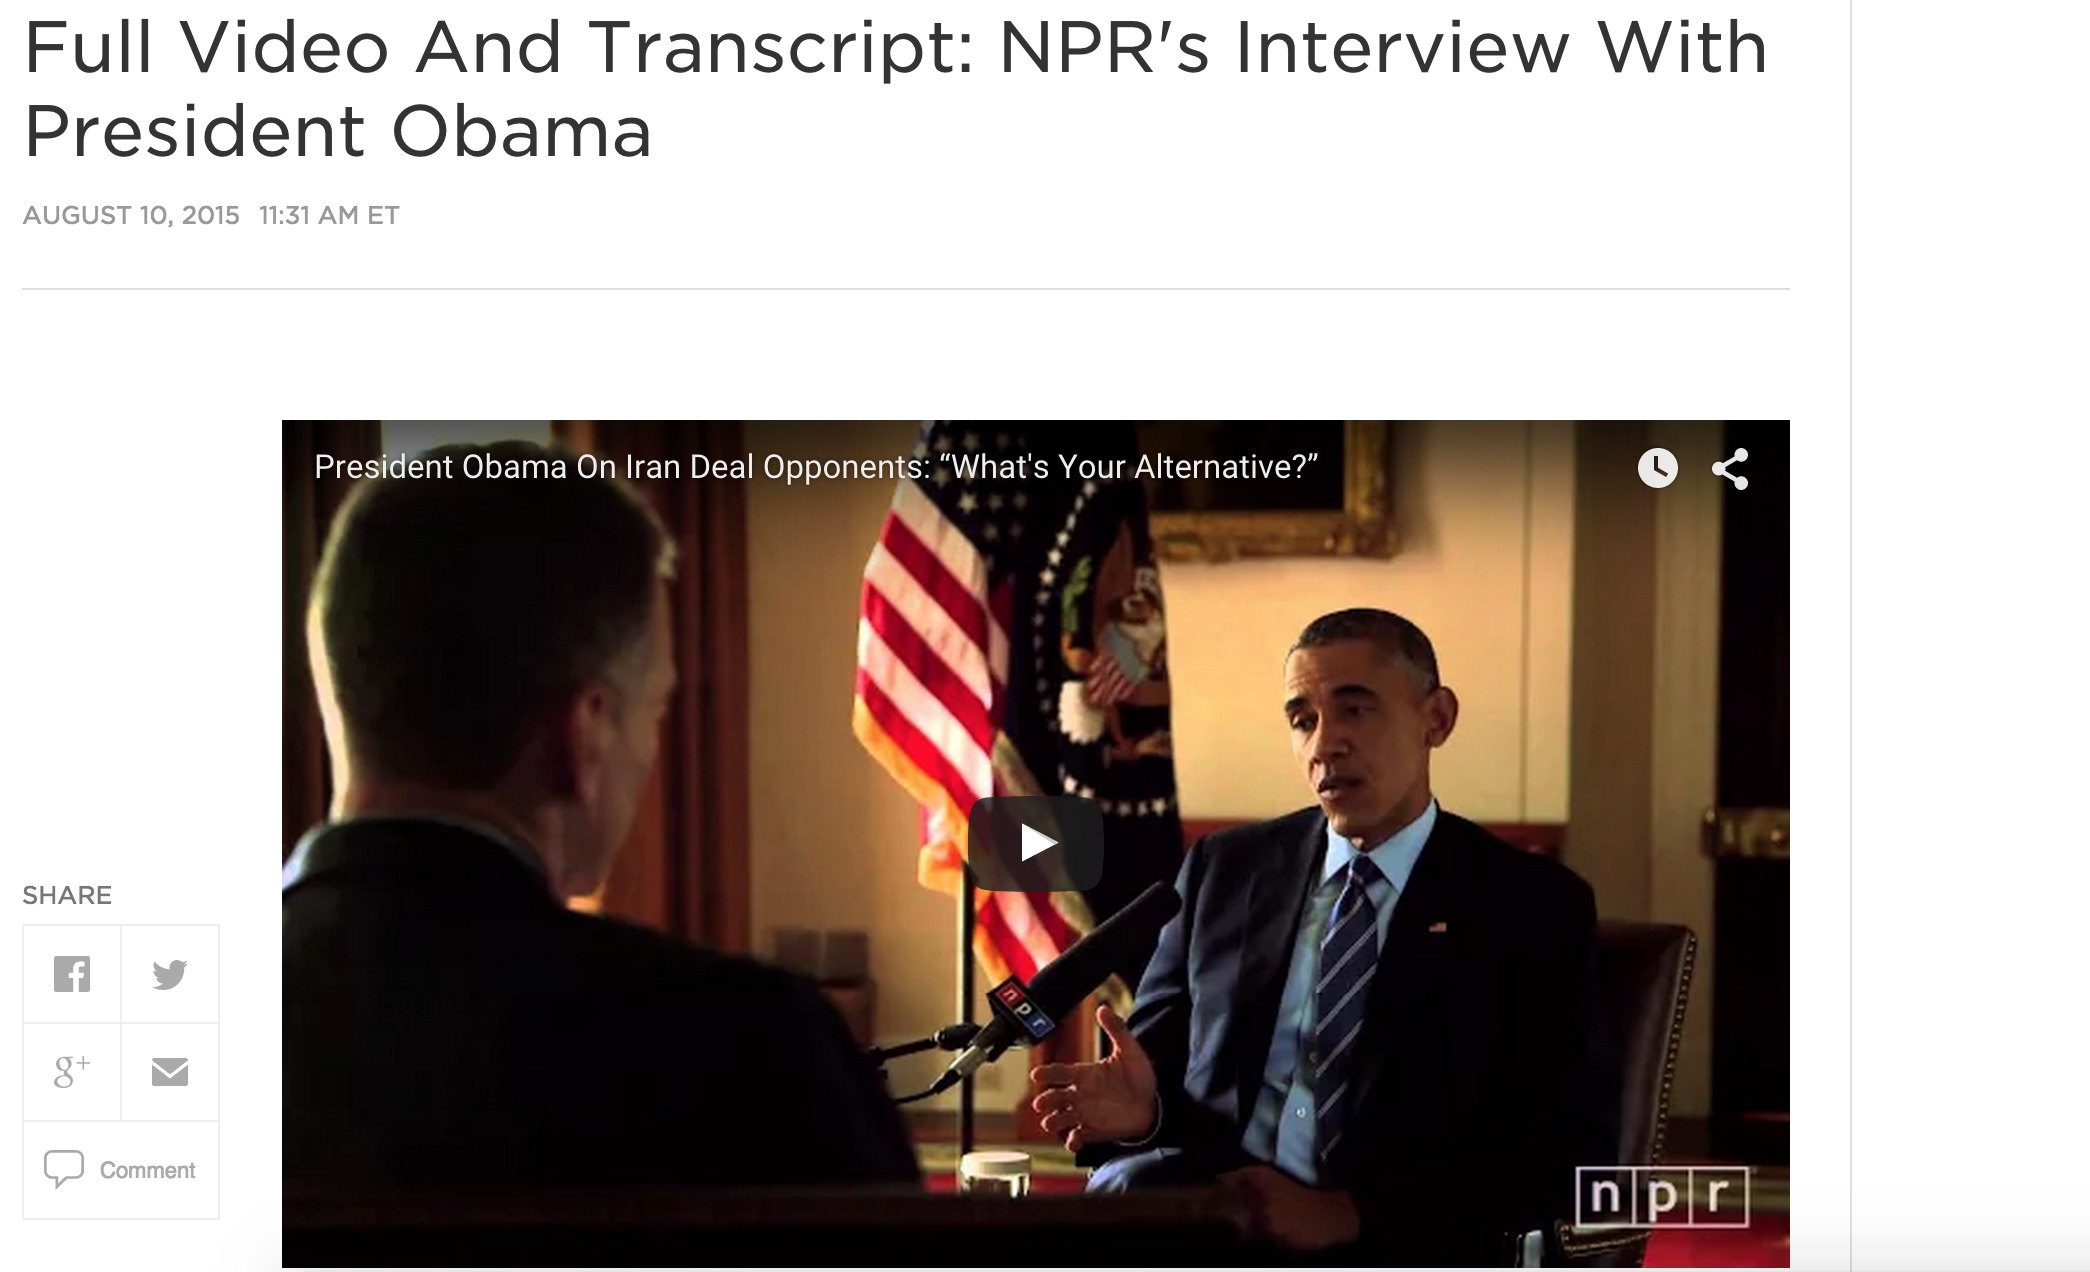 Full Video And Transcript: NPR's Interview With
President Obama
AUGUST 10, 2015 11:31 AM ET
President Obama On Iran Deal Opponents: “What's Your Alternative?”
npr
npr
SHARE
g+
Comment